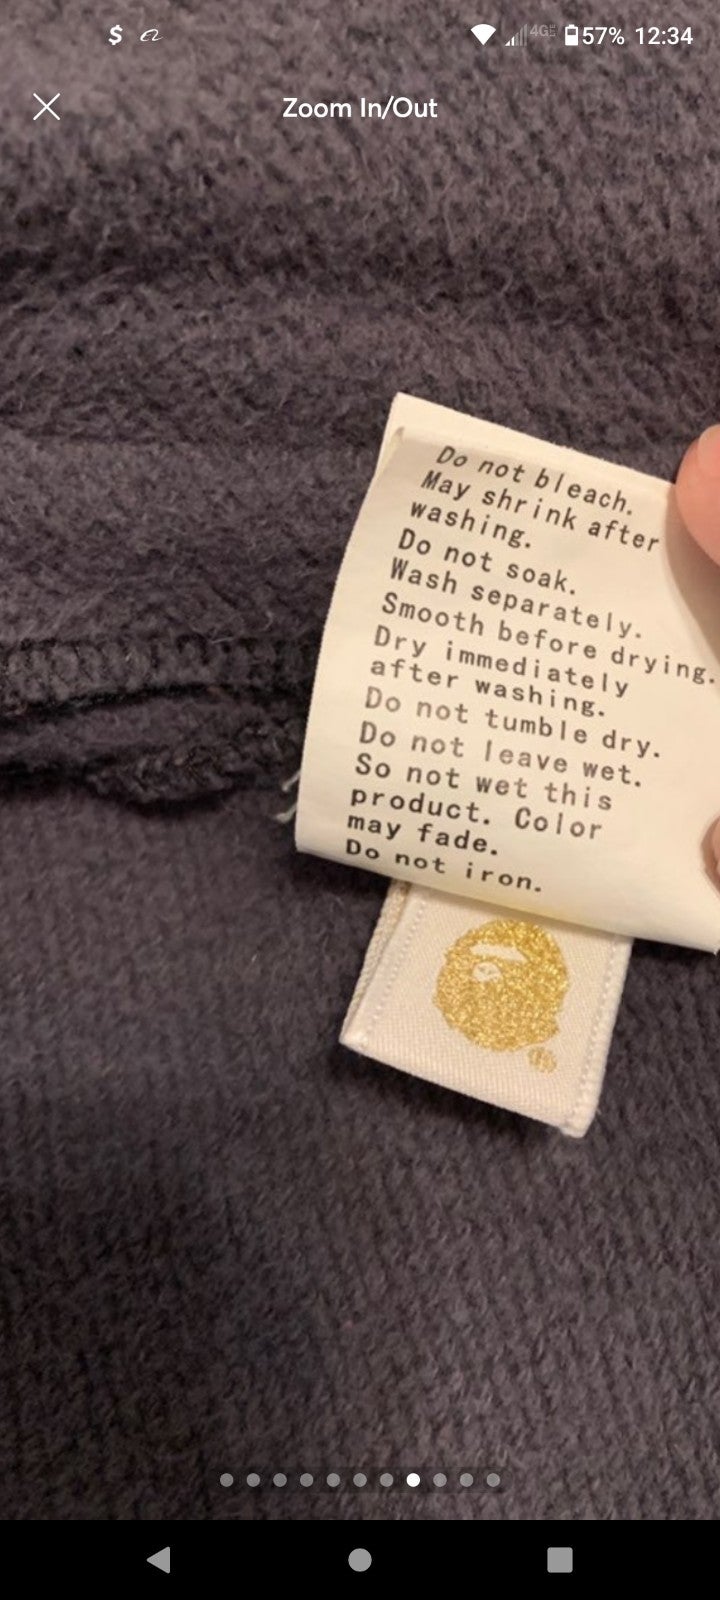 $
4G LTE 57% 12:34
Zoom In/Out
Do not bleach.
May shrink after
washing.
Do not soak.
Wash separately.
Smooth before drying.
Dry immediately
after washing.
Do not tumble dry.
Do not leave wet.
So not wet this
product. Color
may fade.
Do not iron.